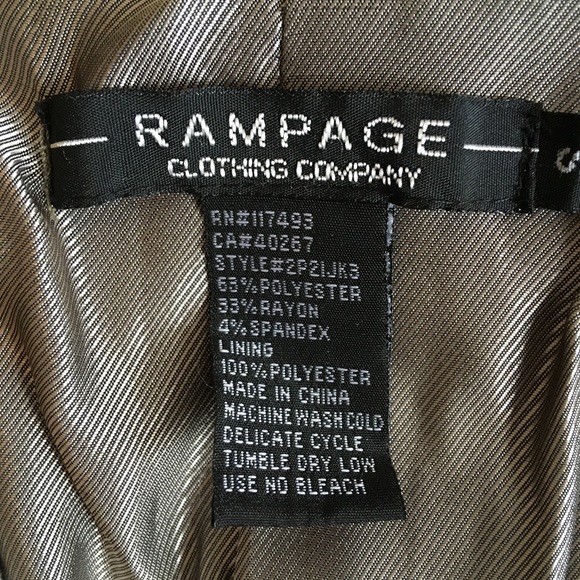 RAMPAGE
CLOTHING COMPANY
S
RN#117493
CA#40267
STYLE#2P21JK3
63%POLYESTER
33%RAYON
4%SPANDEX
LINING
100%POLYESTER
MADE IN CHINA
MACHINE WASH COLD
DELICATE CYCLE
TUMBLE DRY LOW
USE NO BLEACH